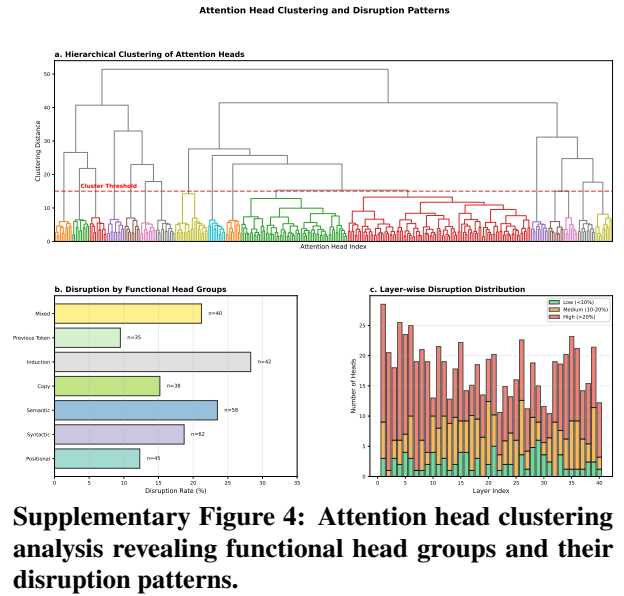 Attention Head Clustering and Disruption Patterns
a. Hierarchical Clustering of Attention Heads
Clustering Distance
50
40
30
20
10
0
Cluster Threshold
Attention Head Index
b. Disruption by Functional Head Groups
Mixed
Previous Token
Induction
Copy
Semantic
Syntactic
Positional
n=40
n=35
n=42
n=38
n=58
n=62
n=45
0 5 10 15 20 25 30 35
Disruption Rate (%)
c. Layer-wise Disruption Distribution
Number of Heads
25
20
15
10
5
0
Low (<10%)
Medium (10-20%)
High (>20%)
0 5 10 15 20 25 30 35 40
Layer Index
Supplementary Figure 4: Attention head clustering
analysis revealing functional head groups and their
disruption patterns.